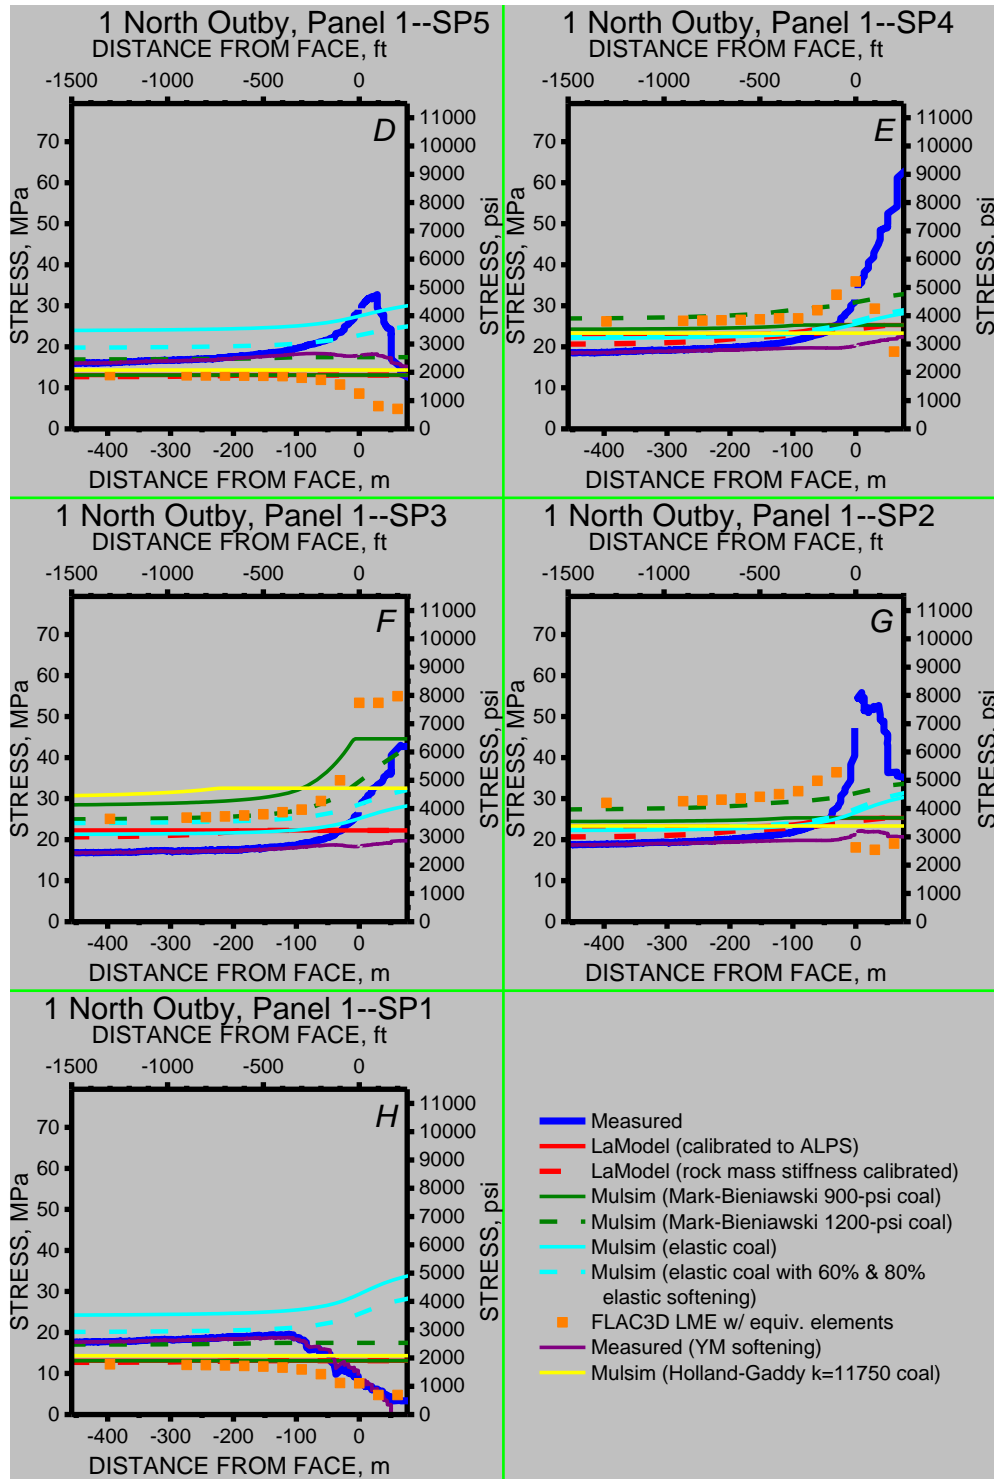 1 North Outby, Panel 1--SP5
DISTANCE FROM FACE, ft
-1500 -1000 -500 0
D
STRESS, MPa
70
60
50
40
30
20
10
0
STRESS, psi
11000
10000
9000
8000
7000
6000
5000
4000
3000
2000
1000
0
-400 -300 -200 -100 0
DISTANCE FROM FACE, m
1 North Outby, Panel 1--SP4
DISTANCE FROM FACE, ft
-1500 -1000 -500 0
E
STRESS, MPa
70
60
50
40
30
20
10
0
STRESS, psi
11000
10000
9000
8000
7000
6000
5000
4000
3000
2000
1000
0
-400 -300 -200 -100 0
DISTANCE FROM FACE, m
1 North Outby, Panel 1--SP3
DISTANCE FROM FACE, ft
-1500 -1000 -500 0
F
STRESS, MPa
70
60
50
40
30
20
10
0
STRESS, psi
11000
10000
9000
8000
7000
6000
5000
4000
3000
2000
1000
0
-400 -300 -200 -100 0
DISTANCE FROM FACE, m
1 North Outby, Panel 1--SP2
DISTANCE FROM FACE, ft
-1500 -1000 -500 0
G
STRESS, MPa
70
60
50
40
30
20
10
0
STRESS, psi
11000
10000
9000
8000
7000
6000
5000
4000
3000
2000
1000
0
-400 -300 -200 -100 0
DISTANCE FROM FACE, m
1 North Outby, Panel 1--SP1
DISTANCE FROM FACE, ft
-1500 -1000 -500 0
H
STRESS, MPa
70
60
50
40
30
20
10
0
STRESS, psi
11000
10000
9000
8000
7000
6000
5000
4000
3000
2000
1000
0
-400 -300 -200 -100 0
DISTANCE FROM FACE, m
Measured
LaModel (calibrated to ALPS)
LaModel (rock mass stiffness calibrated)
Mulsim (Mark-Bieniawski 900-psi coal)
Mulsim (Mark-Bieniawski 1200-psi coal)
Mulsim (elastic coal)
Mulsim (elastic coal with 60% & 80%
elastic softening)
FLAC3D LME w/ equiv. elements
Measured (YM softening)
Mulsim (Holland-Gaddy k=11750 coal)